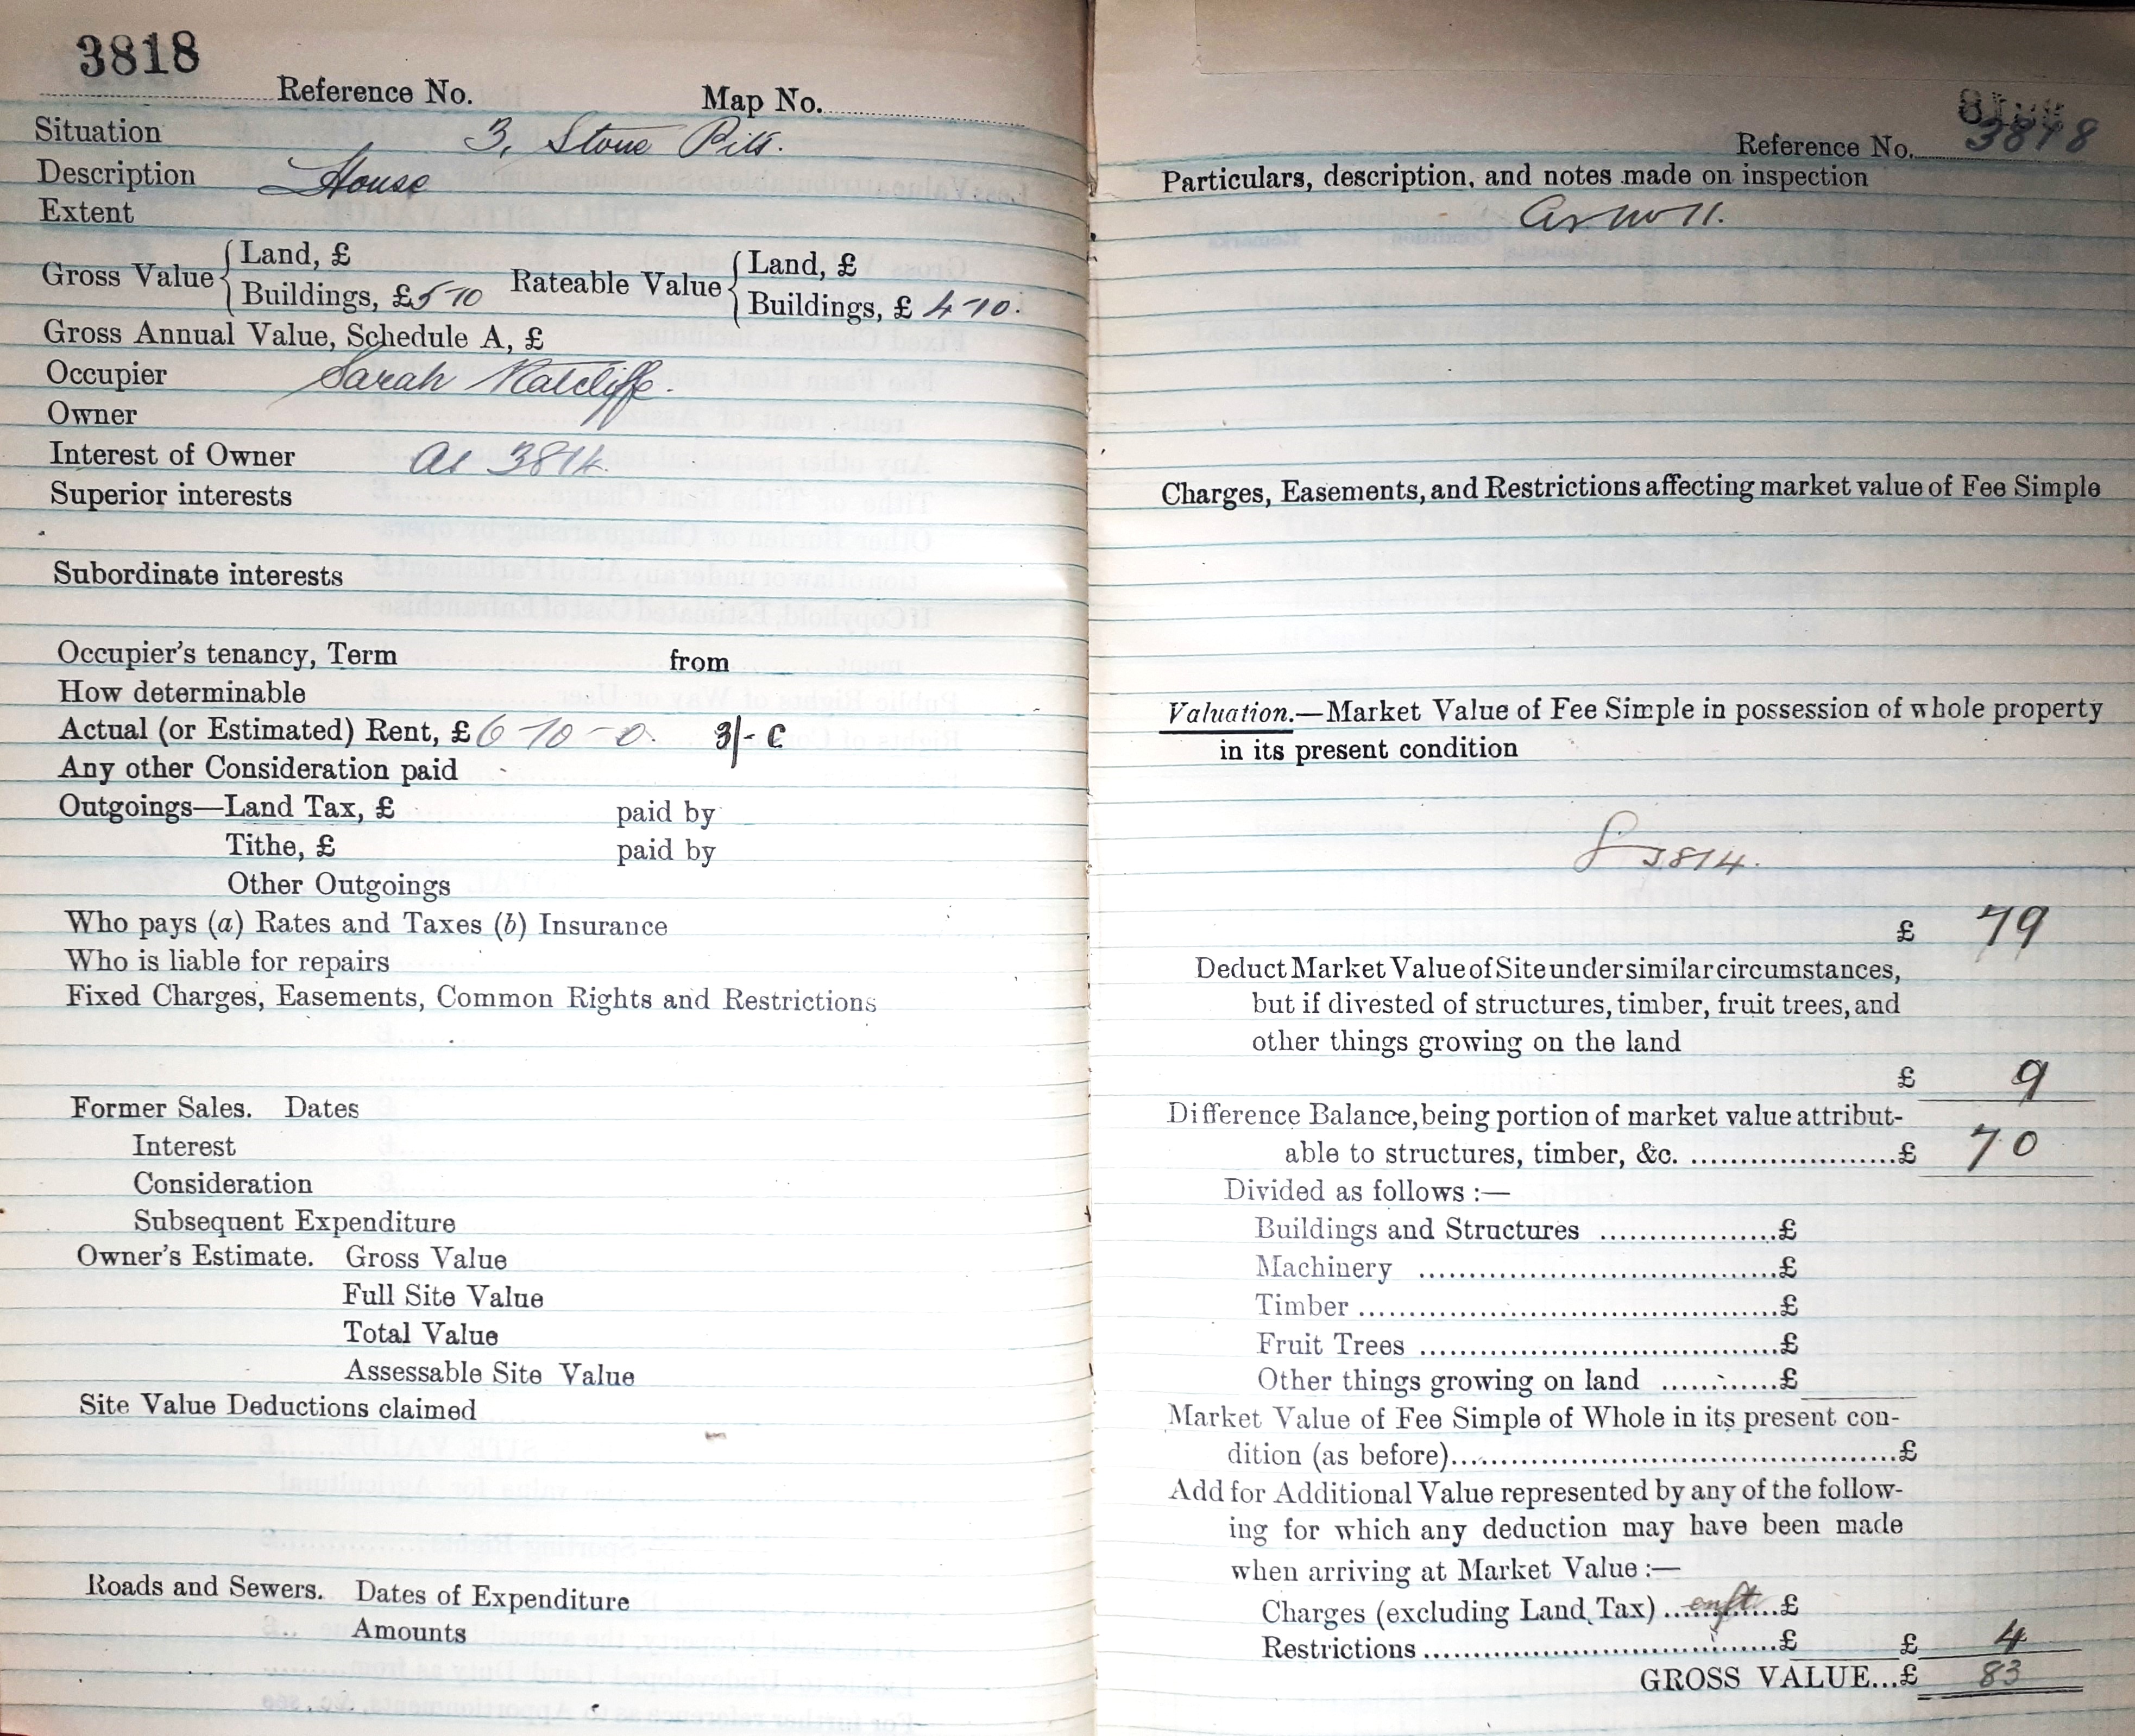 3818
Reference No. Map No.
Situation 3, Stone Pits.
Description House
Extent
Gross Value { Land, £
Buildings, £ 5-10 Rateable Value { Land, £
Buildings, £ 4-10.
Gross Annual Value, Schedule A, £
Occupier Sarah Ratcliffe.
Owner
Interest of Owner As 3814.
Superior interests
Subordinate interests
Occupier's tenancy, Term from
How determinable
Actual (or Estimated) Rent, £ 6-10-0. 3/- C
Any other Consideration paid
Outgoings—Land Tax, £ paid by
Tithe, £ paid by
Other Outgoings
Who pays (a) Rates and Taxes (b) Insurance
Who is liable for repairs
Fixed Charges, Easements, Common Rights and Restrictions
Former Sales. Dates
Interest
Consideration
Subsequent Expenditure
Owner's Estimate. Gross Value
Full Site Value
Total Value
Assessable Site Value
Site Value Deductions claimed
Roads and Sewers. Dates of Expenditure
Amounts
Reference No. 3818
Particulars, description, and notes made on inspection
Charges, Easements, and Restrictions affecting market value of Fee Simple
Valuation.—Market Value of Fee Simple in possession of whole property
in its present condition
3814.
£ 79
Deduct Market Value of Site under similar circumstances,
but if divested of structures, timber, fruit trees, and
other things growing on the land
£ 9
Difference Balance, being portion of market value attribut-
able to structures, timber, &c. ....................£ 70
Divided as follows :—
Buildings and Structures .................£
Machinery ..................................£
Timber ........................................£
Fruit Trees ..................................£
Other things growing on land ...........£
Market Value of Fee Simple of Whole in its present con-
dition (as before)...........................................£
Add for Additional Value represented by any of the follow-
ing for which any deduction may have been made
when arriving at Market Value :—
Charges (excluding Land Tax) ... enft ...£
Restrictions ....................................£ £ 4
GROSS VALUE...£ 83